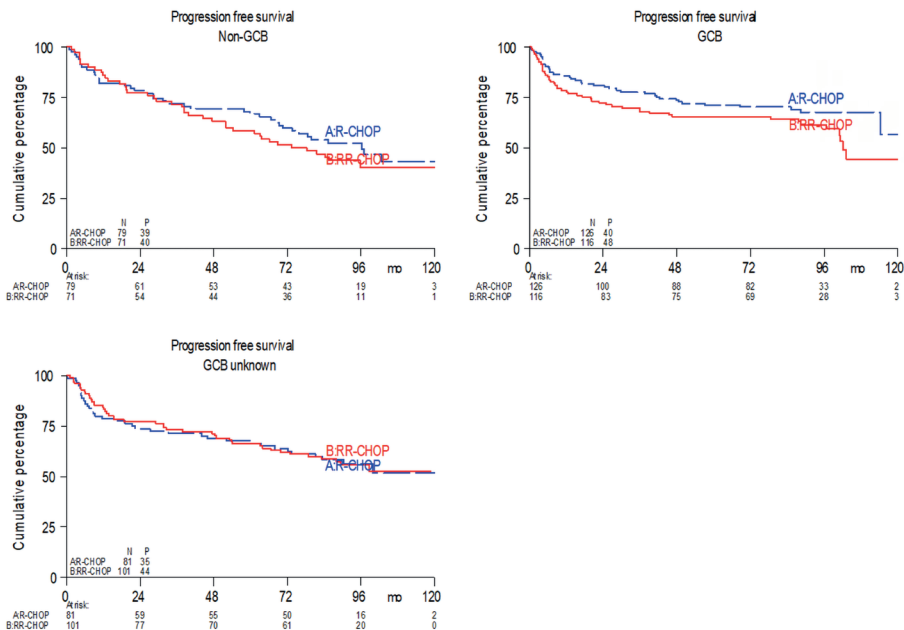 Progression free survival
Non-GCB
100
75
50
25
0
Cumulative percentage
A:R-CHOP
B:RR-CHOP
N P
AR-CHOP 79 39
B:RR-CHOP 71 40
0 24 48 72 96 mo 120
At risk:
AR-CHOP 79 61 53 43 19 3
B:RR-CHOP 71 54 44 36 11 1
Progression free survival
GCB
100
75
50
25
0
Cumulative percentage
A:R-CHOP
B:RR-CHOP
N P
AR-CHOP 126 40
B:RR-CHOP 116 48
0 24 48 72 96 mo 120
At risk:
AR-CHOP 126 100 88 82 33 2
B:RR-CHOP 116 83 75 69 28 3
Progression free survival
GCB unknown
100
75
50
25
0
Cumulative percentage
B:RR-CHOP
A:R-CHOP
N P
AR-CHOP 81 35
B:RR-CHOP 101 44
0 24 48 72 96 mo 120
At risk:
A:R-CHOP 81 59 55 50 16 2
B:RR-CHOP 101 77 70 61 20 0